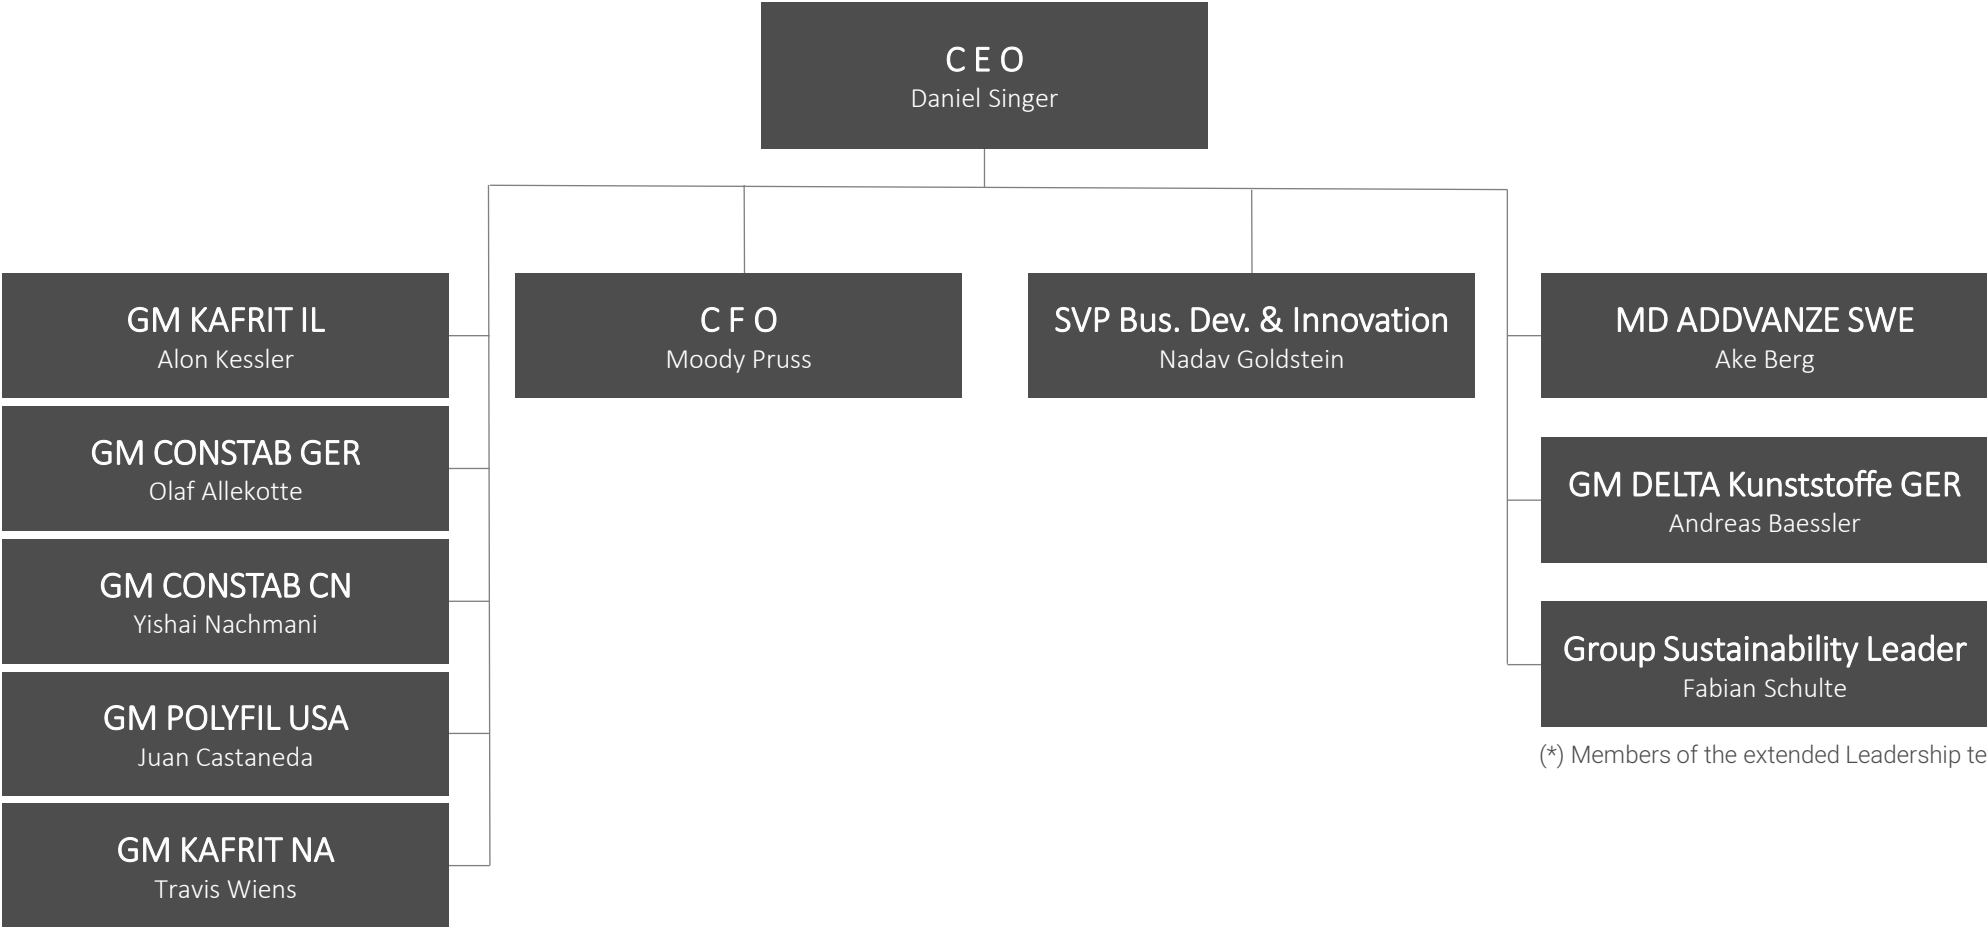 C E O
Daniel Singer
GM KAFRIT IL
Alon Kessler
C F O
Moody Pruss
SVP Bus. Dev. & Innovation
Nadav Goldstein
MD ADDVANZE SWE
Ake Berg
GM CONSTAB GER
Olaf Allekotte
GM DELTA Kunststoffe GER
Andreas Baessler
GM CONSTAB CN
Yishai Nachmani
Group Sustainability Leader
Fabian Schulte
GM POLYFIL USA
Juan Castaneda
(*) Members of the extended Leadership te
GM KAFRIT NA
Travis Wiens